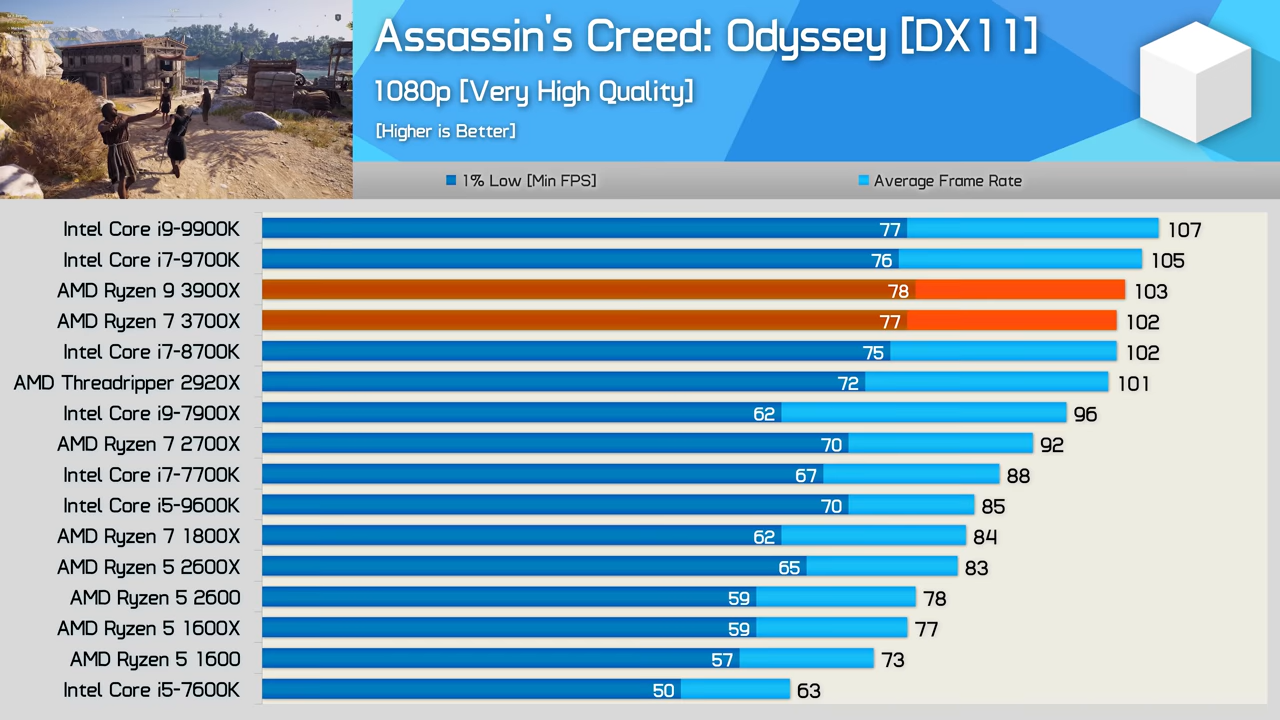 Assassin's Creed: Odyssey [DX11]
1080p [Very High Quality]
[Higher is Better]
1% Low [Min FPS] Average Frame Rate
Intel Core i9-9900K 77 107
Intel Core i7-9700K 76 105
AMD Ryzen 9 3900X 78 103
AMD Ryzen 7 3700X 77 102
Intel Core i7-8700K 75 102
AMD Threadripper 2920X 72 101
Intel Core i9-7900X 62 96
AMD Ryzen 7 2700X 70 92
Intel Core i7-7700K 67 88
Intel Core i5-9600K 70 85
AMD Ryzen 7 1800X 62 84
AMD Ryzen 5 2600X 65 83
AMD Ryzen 5 2600 59 78
AMD Ryzen 5 1600X 59 77
AMD Ryzen 5 1600 57 73
Intel Core i5-7600K 50 63